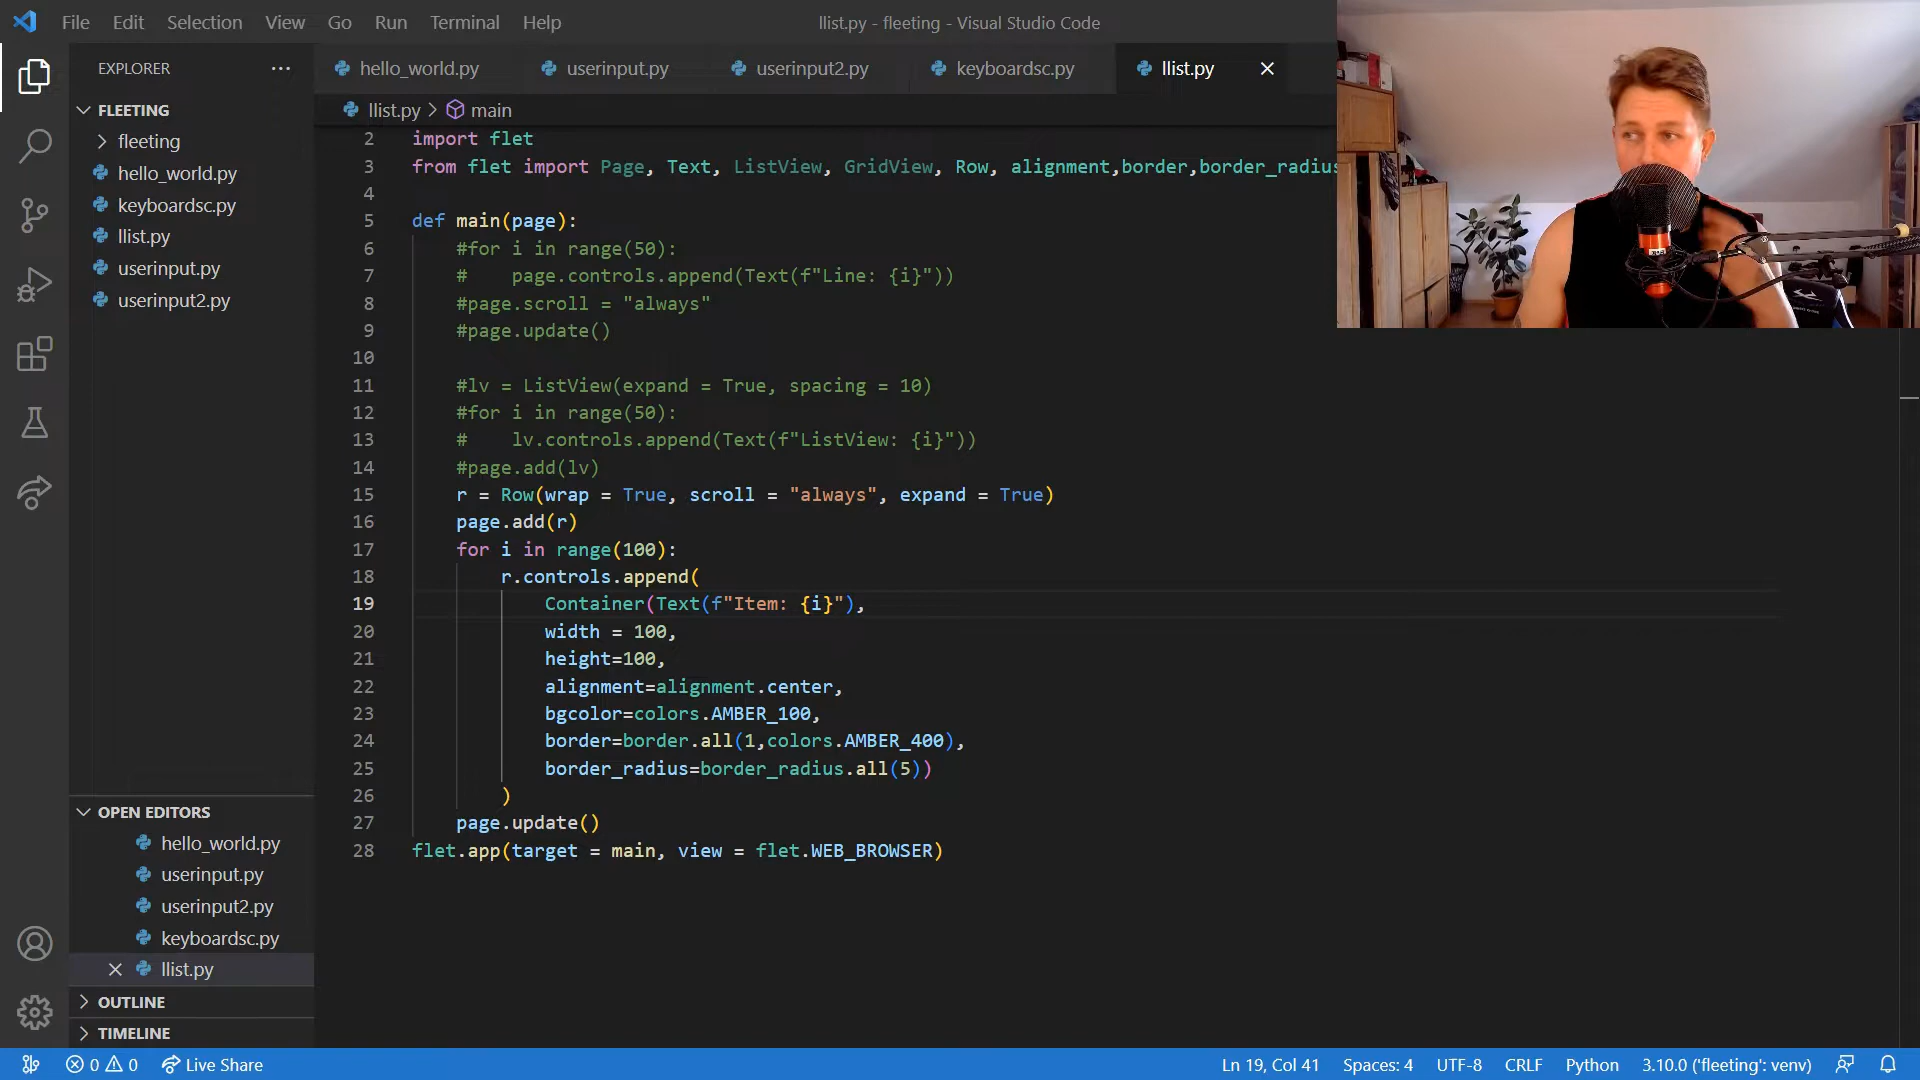 File Edit Selection View Go Run Terminal Help
llist.py - fleeting - Visual Studio Code
EXPLORER
FLEETING
fleeting
hello_world.py
keyboardsc.py
llist.py
userinput.py
userinput2.py
OPEN EDITORS
hello_world.py
userinput.py
userinput2.py
keyboardsc.py
llist.py
OUTLINE
TIMELINE
hello_world.py userinput.py userinput2.py keyboardsc.py llist.py
llist.py > main
2 import flet
3 from flet import Page, Text, ListView, GridView, Row, alignment,border,border_radius
4
5 def main(page):
6 #for i in range(50):
7 #    page.controls.append(Text(f"Line: {i}"))
8 #page.scroll = "always"
9 #page.update()
10
11 #lv = ListView(expand = True, spacing = 10)
12 #for i in range(50):
13 #    lv.controls.append(Text(f"ListView: {i}"))
14 #page.add(lv)
15 r = Row(wrap = True, scroll = "always", expand = True)
16 page.add(r)
17 for i in range(100):
18 r.controls.append(
19 Container(Text(f"Item: {i}"),
20 width = 100,
21 height=100,
22 alignment=alignment.center,
23 bgcolor=colors.AMBER_100,
24 border=border.all(1,colors.AMBER_400),
25 border_radius=border_radius.all(5))
26 )
27 page.update()
28 flet.app(target = main, view = flet.WEB_BROWSER)
0 0 Live Share
Ln 19, Col 41 Spaces: 4 UTF-8 CRLF Python 3.10.0 ('fleeting': venv)